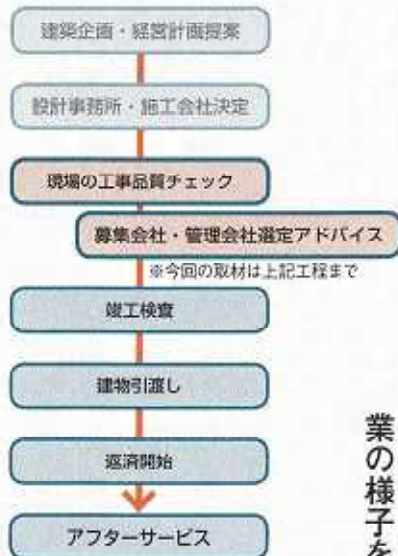 建築企画・経営計画提案
設計事務所・施工会社決定
現場の工事品質チェック
募集会社・管理会社選定アドバイス
※今回の取材は上記工程まで
竣工検査
建物引渡し
返済開始
アフターサービス
業の様子を